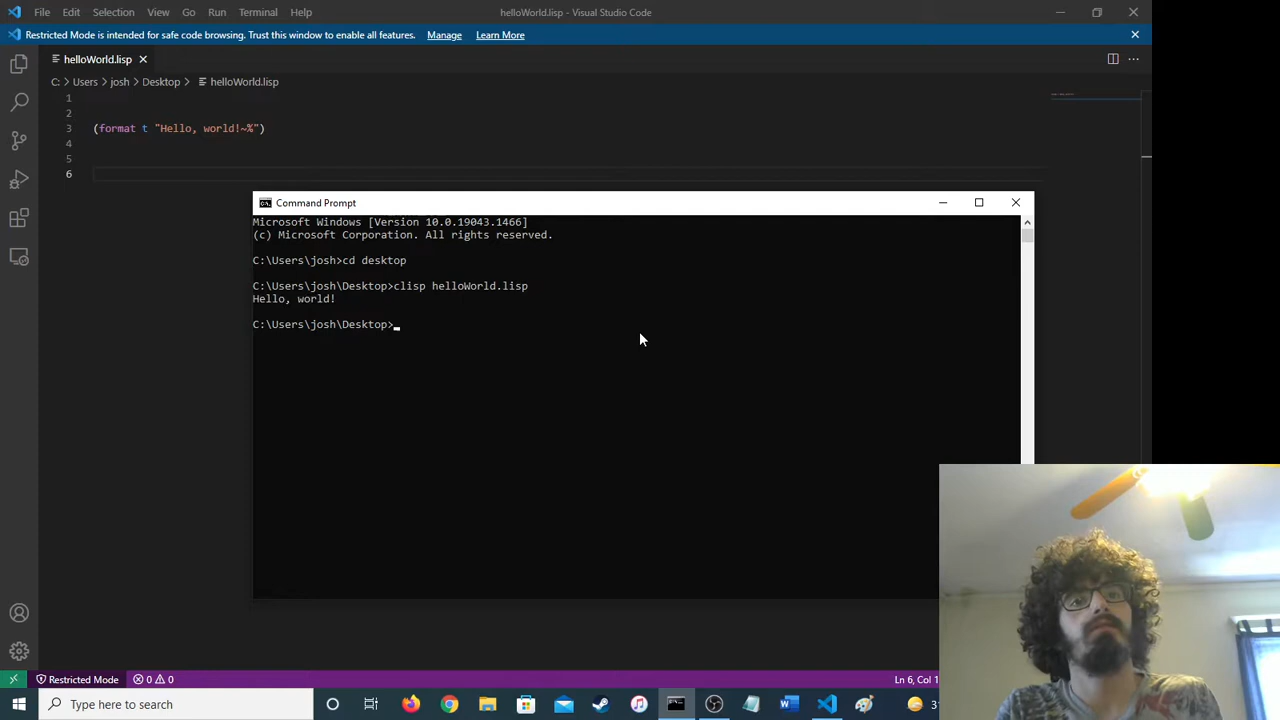 File Edit Selection View Go Run Terminal Help helloWorld.lisp - Visual Studio Code
Restricted Mode is intended for safe code browsing. Trust this window to enable all features. Manage Learn More
helloWorld.lisp
C: > Users > josh > Desktop > helloWorld.lisp
1
2
3 (format t "Hello, world!~%")
4
5
6
Command Prompt
Microsoft Windows [Version 10.0.19043.1466]
(c) Microsoft Corporation. All rights reserved.
C:\Users\josh>cd desktop
C:\Users\josh\Desktop>clisp helloWorld.lisp
Hello, world!
C:\Users\josh\Desktop>
Restricted Mode 0 0 Ln 6, Col 1
Type here to search